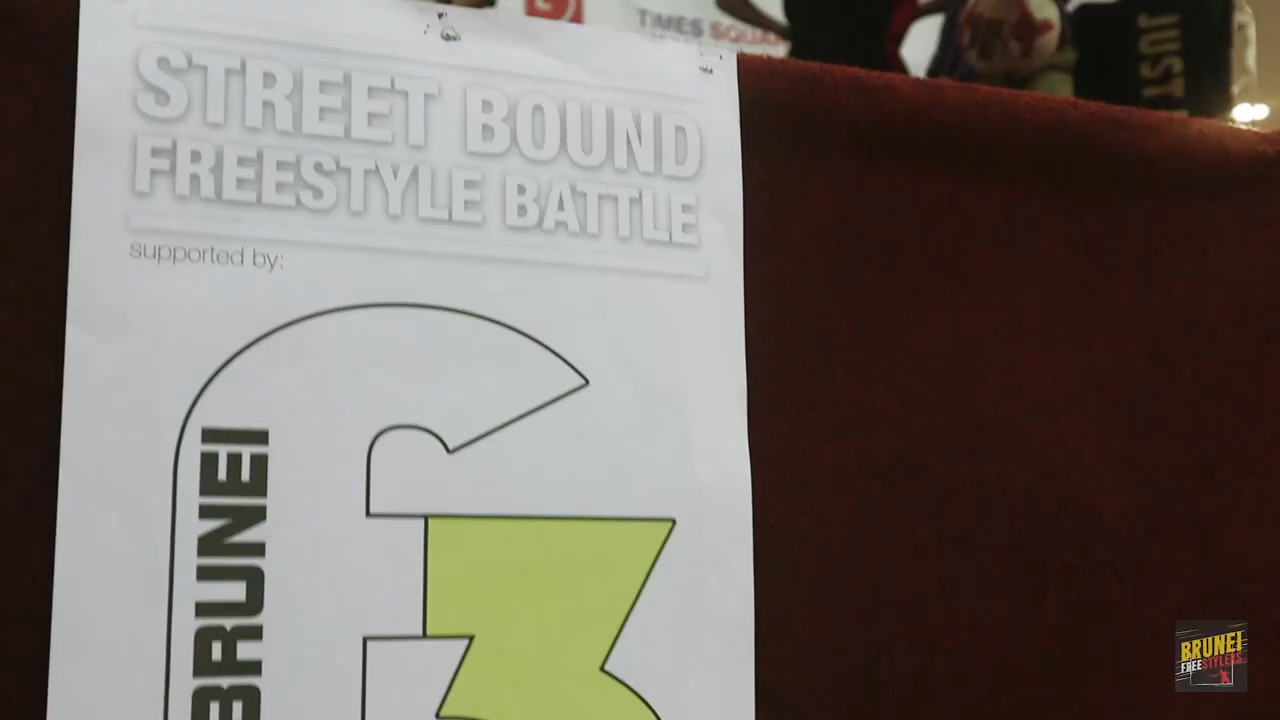 TIMES SQUARE
JUST
STREET BOUND
FREESTYLE BATTLE
supported by:
BRUNEI
BRUNEI
FREESTYLERS